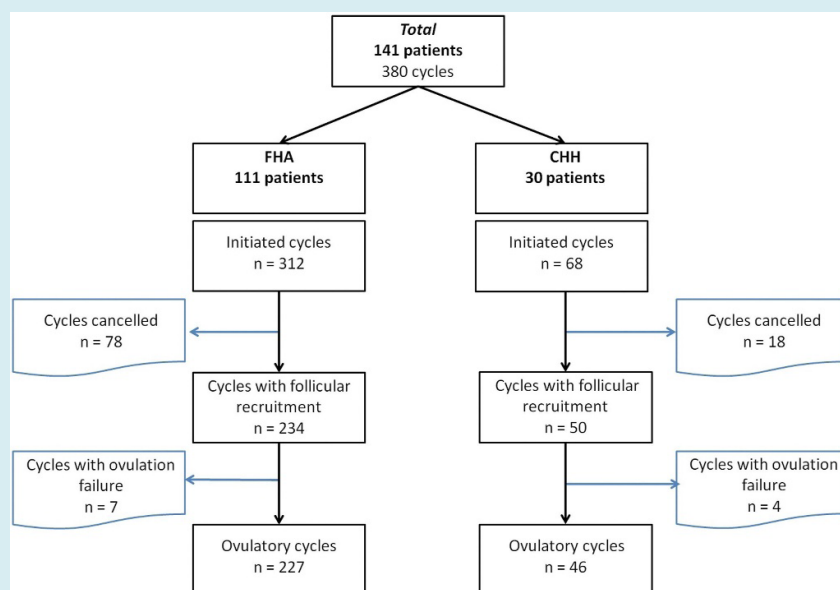 Total
141 patients
380 cycles
FHA
111 patients
CHH
30 patients
Initiated cycles
n = 312
Initiated cycles
n = 68
Cycles cancelled
n = 78
Cycles cancelled
n = 18
Cycles with follicular
recruitment
n = 234
Cycles with follicular
recruitment
n = 50
Cycles with ovulation
failure
n = 7
Cycles with ovulation
failure
n = 4
Ovulatory cycles
n = 227
Ovulatory cycles
n = 46